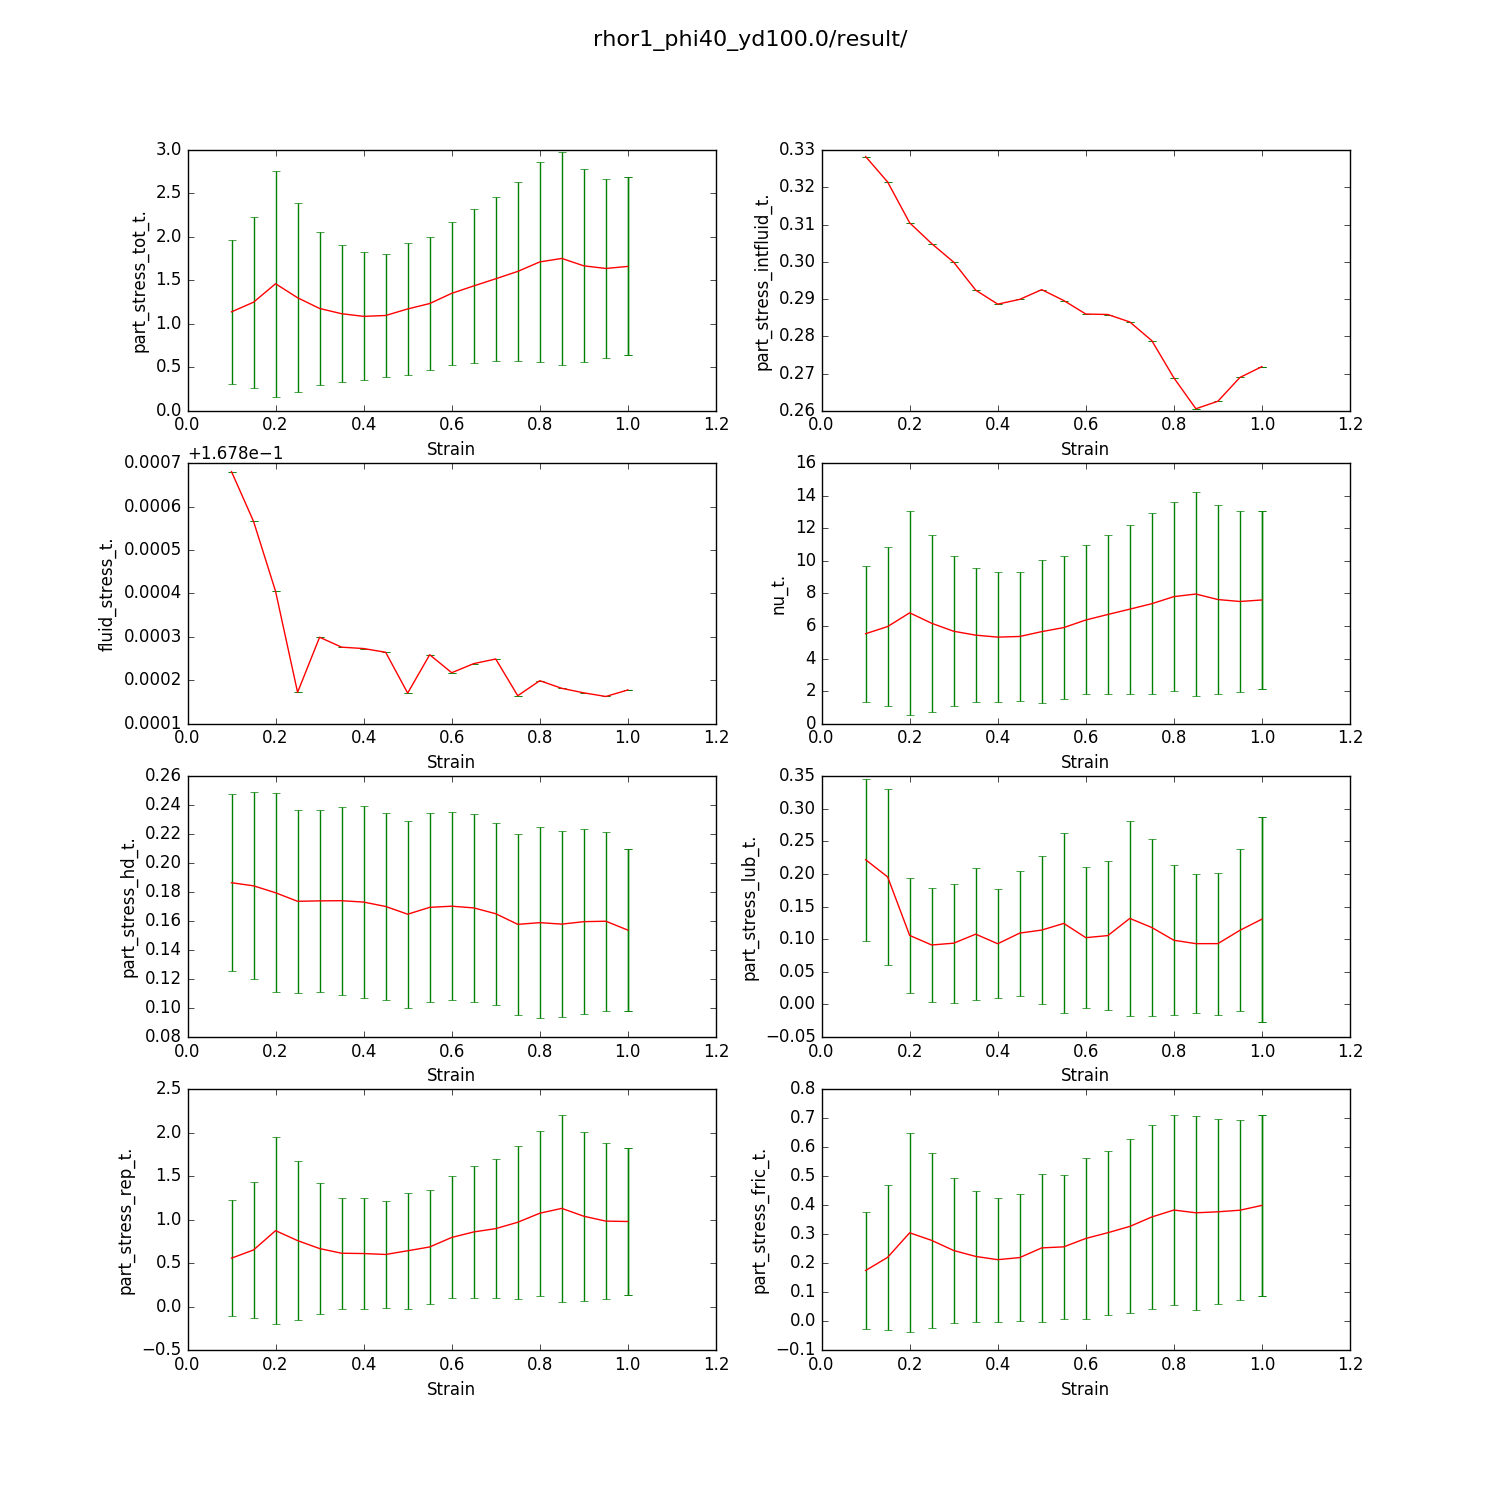 rhor1_phi40_yd100.0/result/
3.0
2.5
2.0
1.5
1.0
0.5
0.0
part_stress_tot_t.
0.0 0.2 0.4 0.6 0.8 1.0 1.2
Strain
0.33
0.32
0.31
0.30
0.29
0.28
0.27
0.26
part_stress_intfluid_t.
0.0 0.2 0.4 0.6 0.8 1.0 1.2
Strain
+1.678e−1
0.0007
0.0006
0.0005
0.0004
0.0003
0.0002
0.0001
fluid_stress_t.
0.0 0.2 0.4 0.6 0.8 1.0 1.2
Strain
16
14
12
10
8
6
4
2
0
nu_t.
0.0 0.2 0.4 0.6 0.8 1.0 1.2
Strain
0.26
0.24
0.22
0.20
0.18
0.16
0.14
0.12
0.10
0.08
part_stress_hd_t.
0.0 0.2 0.4 0.6 0.8 1.0 1.2
Strain
0.35
0.30
0.25
0.20
0.15
0.10
0.05
0.00
−0.05
part_stress_lub_t.
0.0 0.2 0.4 0.6 0.8 1.0 1.2
Strain
2.5
2.0
1.5
1.0
0.5
0.0
−0.5
part_stress_rep_t.
0.0 0.2 0.4 0.6 0.8 1.0 1.2
Strain
0.8
0.7
0.6
0.5
0.4
0.3
0.2
0.1
0.0
−0.1
part_stress_fric_t.
0.0 0.2 0.4 0.6 0.8 1.0 1.2
Strain